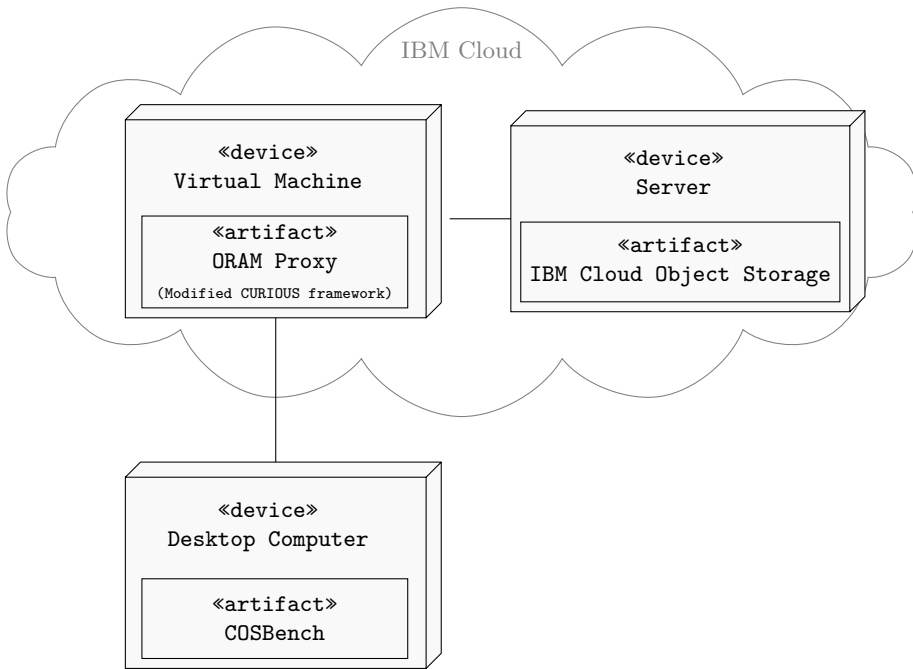 IBM Cloud
«device»
Virtual Machine
«artifact»
ORAM Proxy
(Modified CURIOUS framework)
«device»
Server
«artifact»
IBM Cloud Object Storage
«device»
Desktop Computer
«artifact»
COSBench